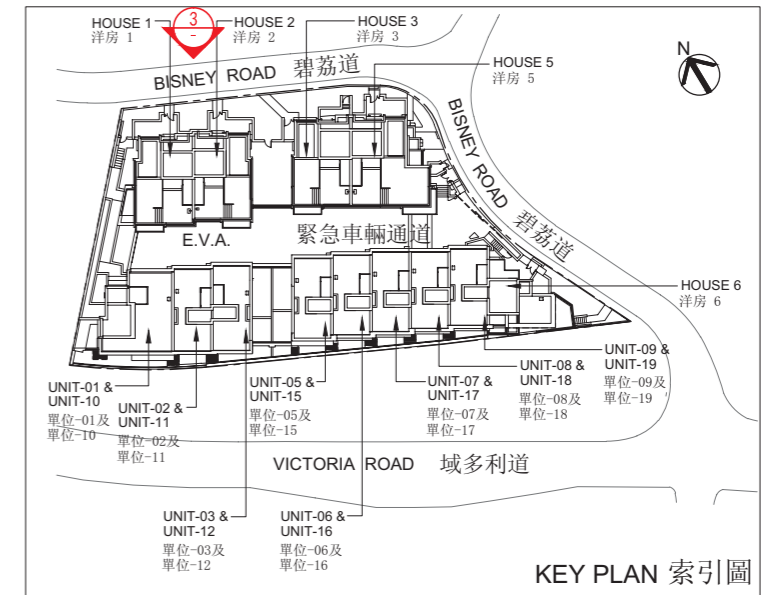 HOUSE 1
洋房 1
3
-
HOUSE 2
洋房 2
HOUSE 3
洋房 3
HOUSE 5
洋房 5
N
BISNEY ROAD 碧荔道
BISNEY ROAD 碧荔道
E.V.A. 緊急車輛通道
HOUSE 6
洋房 6
UNIT-01 &
UNIT-10
單位-01及
單位-10
UNIT-02 &
UNIT-11
單位-02及
單位-11
UNIT-05 &
UNIT-15
單位-05及
單位-15
UNIT-07 &
UNIT-17
單位-07及
單位-17
UNIT-08 &
UNIT-18
單位-08及
單位-18
UNIT-09 &
UNIT-19
單位-09及
單位-19
VICTORIA ROAD 域多利道
UNIT-03 &
UNIT-12
單位-03及
單位-12
UNIT-06 &
UNIT-16
單位-06及
單位-16
KEY PLAN 索引圖